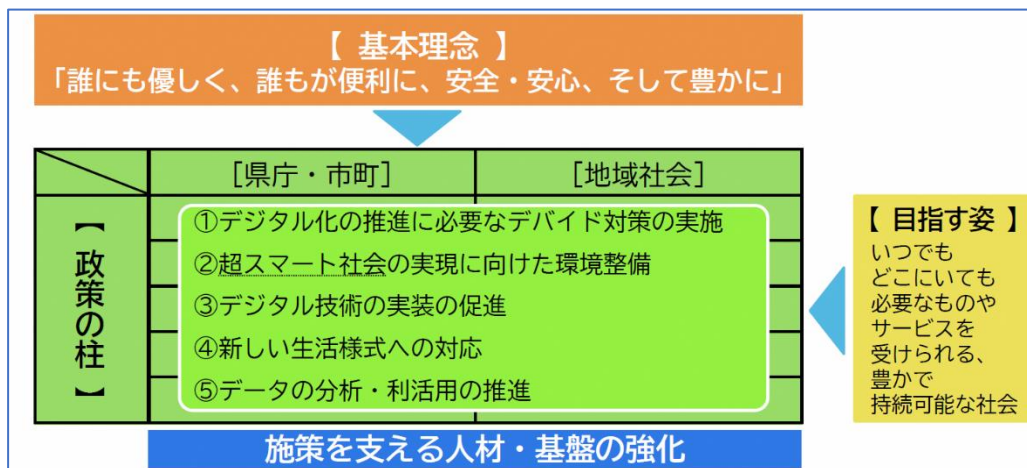 【 基本理念 】
「誰にも優しく、誰もが便利に、安全・安心、そして豊かに」
[県庁・市町]
[地域社会]
【 政策の柱 】
①デジタル化の推進に必要なデバイド対策の実施
②超スマート社会の実現に向けた環境整備
③デジタル技術の実装の促進
④新しい生活様式への対応
⑤データの分析・利活用の推進
【 目指す姿 】
いつでも
どこにいても
必要なものや
サービスを
受けられる、
豊かで
持続可能な社会
施策を支える人材・基盤の強化